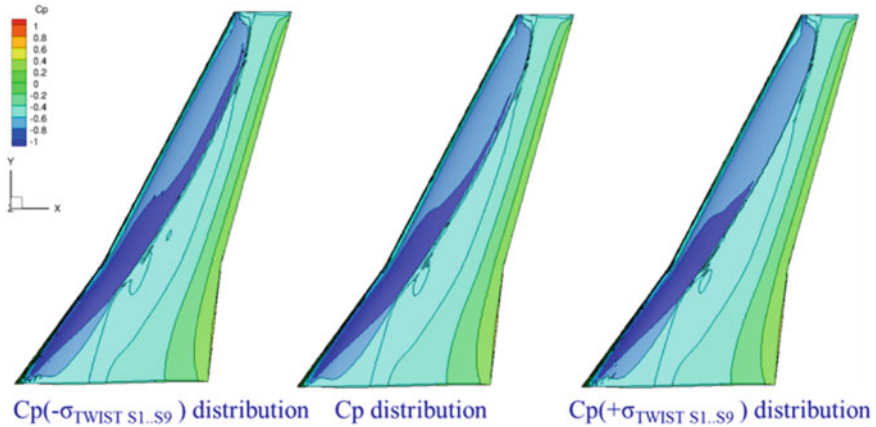 Cp
1
0.8
0.6
0.4
0.2
0
-0.2
-0.4
-0.6
-0.8
-1
Y
Z X
Cp(-σTWIST S1..S9 ) distribution
Cp distribution
Cp(+σTWIST S1..S9 ) distribution